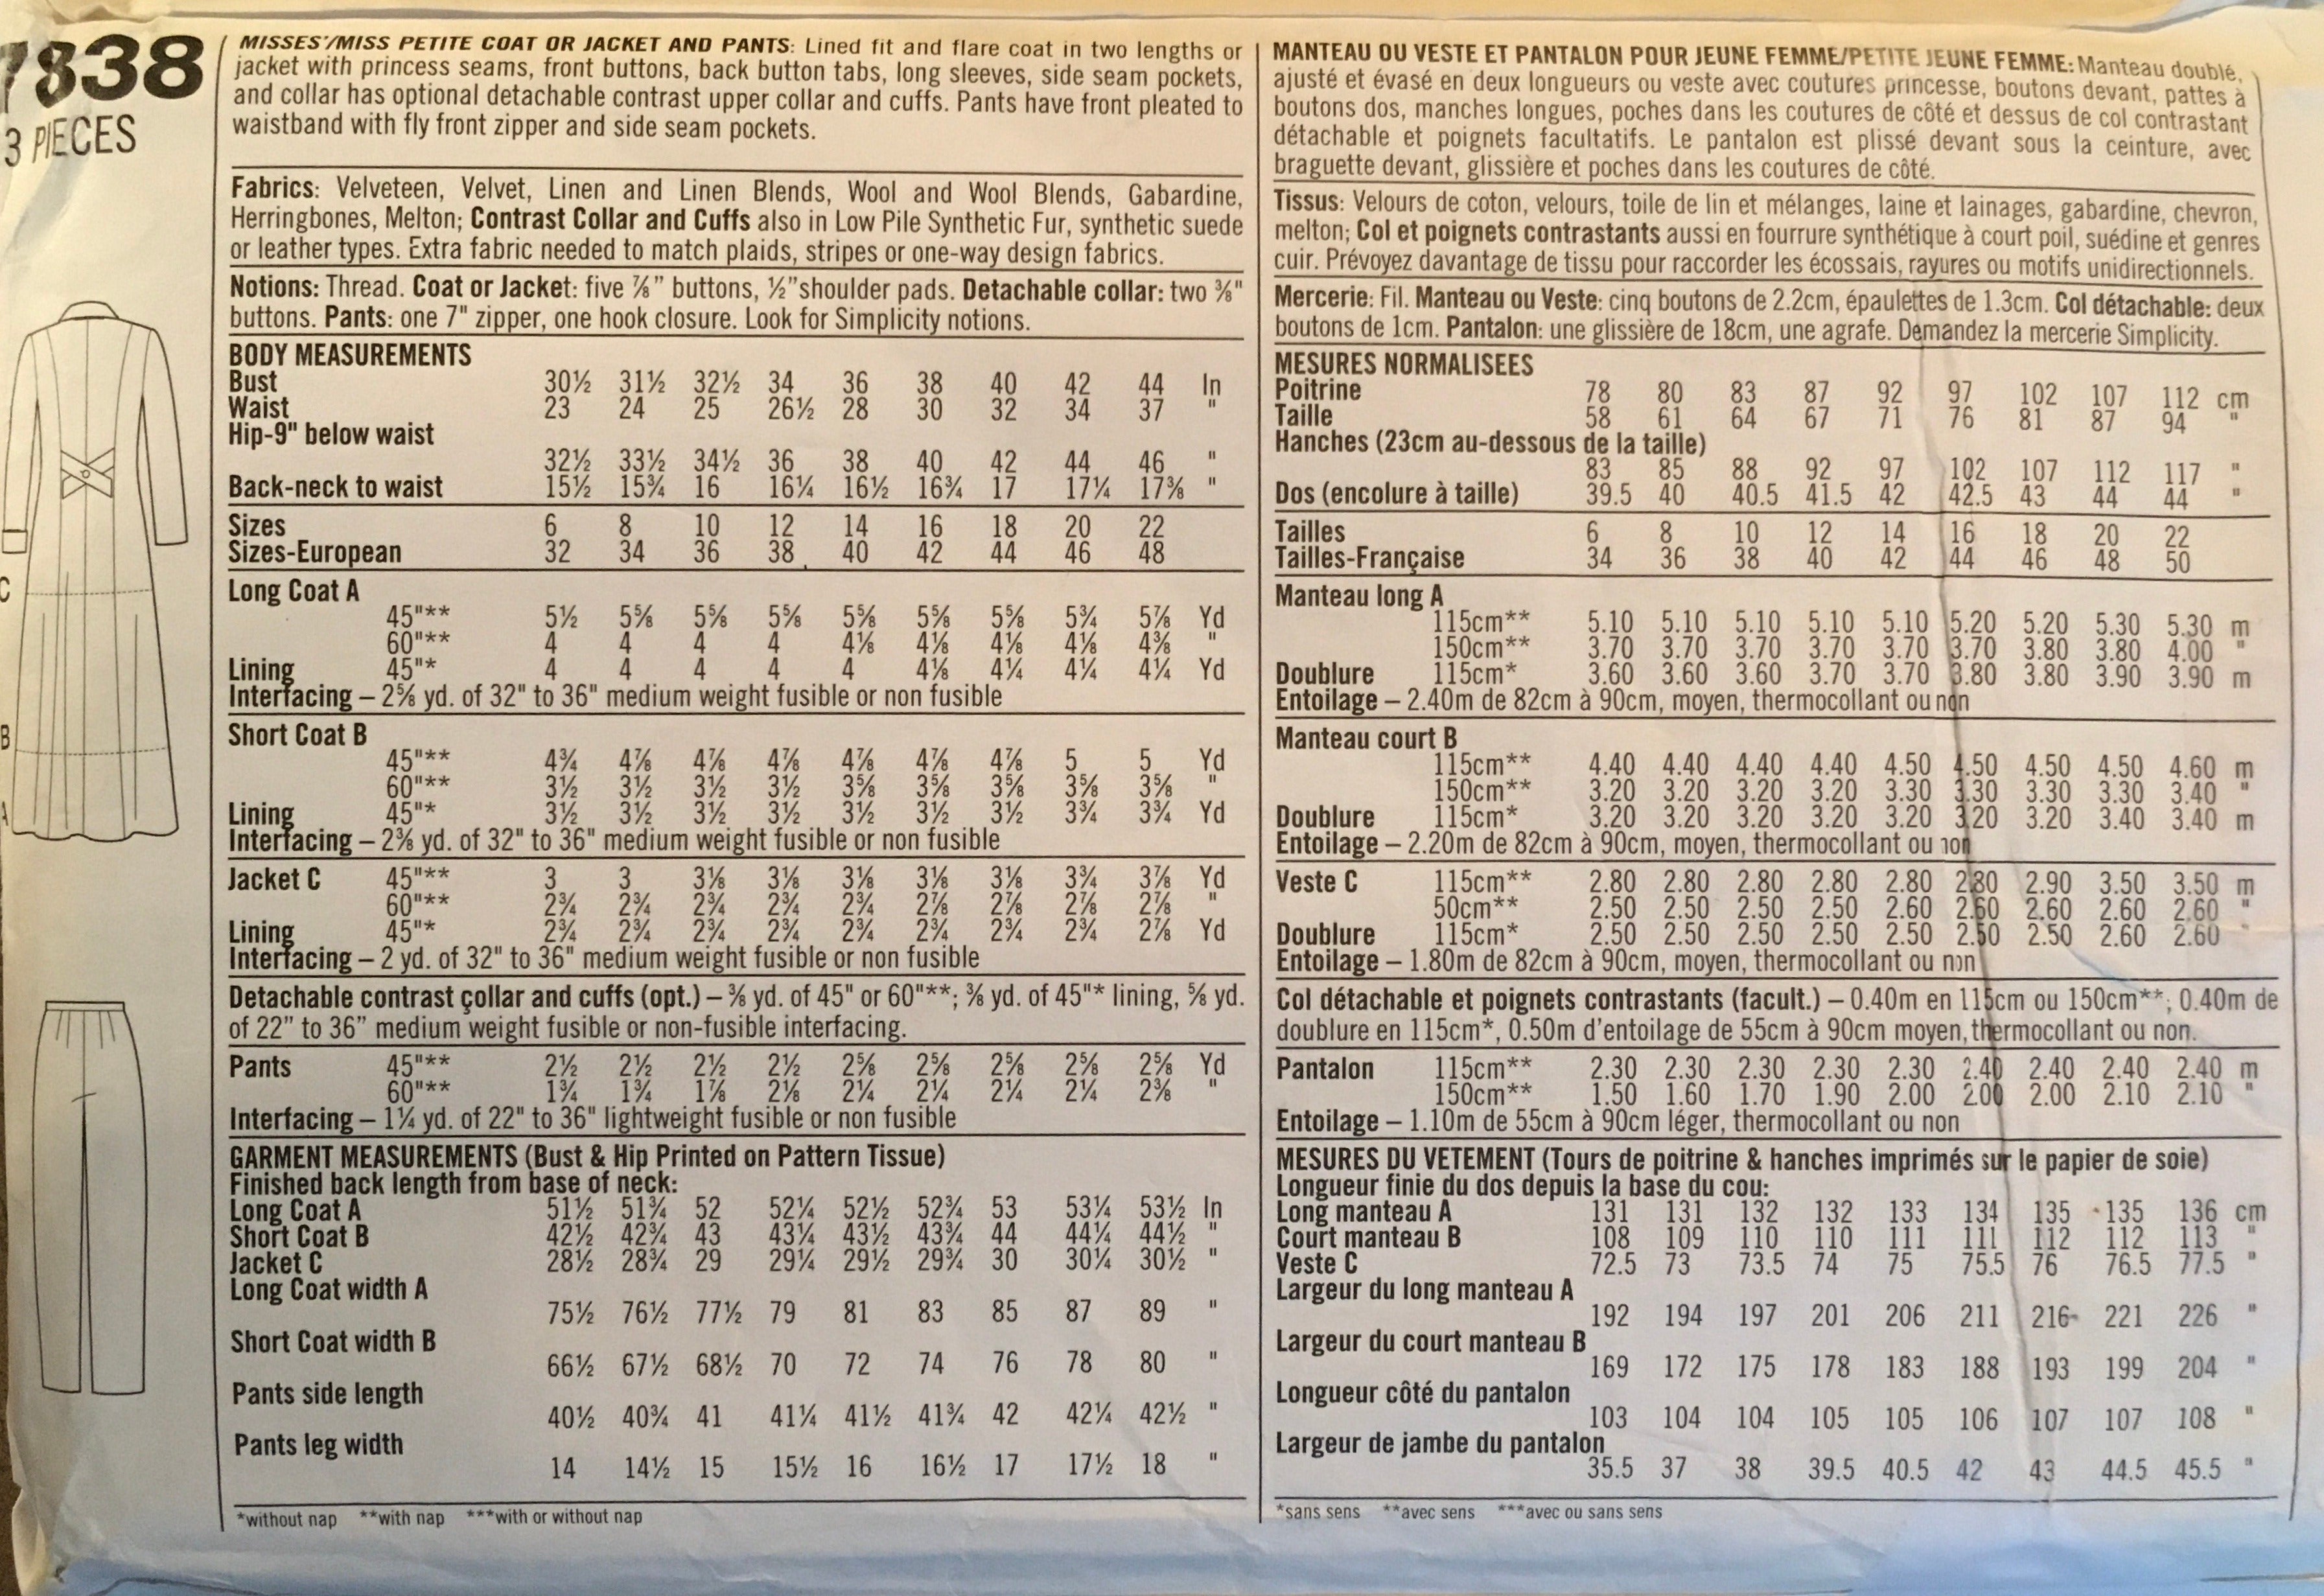 7838
3 PIECES
C
B
A
MISSES'/MISS PETITE COAT OR JACKET AND PANTS: Lined fit and flare coat in two lengths or
jacket with princess seams, front buttons, back button tabs, long sleeves, side seam pockets,
and collar has optional detachable contrast upper collar and cuffs. Pants have front pleated to
waistband with fly front zipper and side seam pockets.
Fabrics: Velveteen, Velvet, Linen and Linen Blends, Wool and Wool Blends, Gabardine,
Herringbones, Melton; Contrast Collar and Cuffs also in Low Pile Synthetic Fur, synthetic suede
or leather types. Extra fabric needed to match plaids, stripes or one-way design fabrics.
Notions: Thread. Coat or Jacket: five ⅞" buttons, ½"shoulder pads. Detachable collar: two ⅜"
buttons. Pants: one 7" zipper, one hook closure. Look for Simplicity notions.
BODY MEASUREMENTS
Bust 30½ 31½ 32½ 34 36 38 40 42 44 In
Waist 23 24 25 26½ 28 30 32 34 37 "
Hip-9" below waist
32½ 33½ 34½ 36 38 40 42 44 46 "
Back-neck to waist 15½ 15¾ 16 16¼ 16½ 16¾ 17 17¼ 17⅜ "
Sizes 6 8 10 12 14 16 18 20 22
Sizes-European 32 34 36 38 40 42 44 46 48
Long Coat A
45"** 5½ 5⅝ 5⅝ 5⅝ 5⅝ 5⅝ 5⅝ 5¾ 5⅞ Yd
60"** 4 4 4 4 4⅛ 4⅛ 4⅛ 4⅛ 4⅜ "
Lining 45"* 4 4 4 4 4 4⅛ 4¼ 4¼ 4¼ Yd
Interfacing – 2⅝ yd. of 32" to 36" medium weight fusible or non fusible
Short Coat B
45"** 4¾ 4⅞ 4⅞ 4⅞ 4⅞ 4⅞ 4⅞ 5 5 Yd
60"** 3½ 3½ 3½ 3½ 3⅝ 3⅝ 3⅝ 3⅝ 3⅝ "
Lining 45"* 3½ 3½ 3½ 3½ 3½ 3½ 3½ 3¾ 3¾ Yd
Interfacing – 2⅜ yd. of 32" to 36" medium weight fusible or non fusible
Jacket C 45"** 3 3 3⅛ 3⅛ 3⅛ 3⅛ 3⅛ 3¾ 3⅞ Yd
60"** 2¾ 2¾ 2¾ 2¾ 2¾ 2⅞ 2⅞ 2⅞ 2⅞ "
Lining 45"* 2¾ 2¾ 2¾ 2¾ 2¾ 2¾ 2¾ 2¾ 2⅞ Yd
Interfacing – 2 yd. of 32" to 36" medium weight fusible or non fusible
Detachable contrast çollar and cuffs (opt.) – ⅜ yd. of 45" or 60"**; ⅜ yd. of 45"* lining, ⅝ yd.
of 22" to 36" medium weight fusible or non-fusible interfacing.
Pants 45"** 2½ 2½ 2½ 2½ 2⅝ 2⅝ 2⅝ 2⅝ 2⅝ Yd
60"** 1¾ 1¾ 1⅞ 2⅛ 2¼ 2¼ 2¼ 2¼ 2⅜ "
Interfacing – 1¼ yd. of 22" to 36" lightweight fusible or non fusible
GARMENT MEASUREMENTS (Bust & Hip Printed on Pattern Tissue)
Finished back length from base of neck:
Long Coat A 51½ 51¾ 52 52¼ 52½ 52¾ 53 53¼ 53½ In
Short Coat B 42½ 42¾ 43 43¼ 43½ 43¾ 44 44¼ 44½ "
Jacket C 28½ 28¾ 29 29¼ 29½ 29¾ 30 30¼ 30½ "
Long Coat width A
75½ 76½ 77½ 79 81 83 85 87 89 "
Short Coat width B
66½ 67½ 68½ 70 72 74 76 78 80 "
Pants side length
40½ 40¾ 41 41¼ 41½ 41¾ 42 42¼ 42½ "
Pants leg width
14 14½ 15 15½ 16 16½ 17 17½ 18 "
*without nap **with nap ***with or without nap
MANTEAU OU VESTE ET PANTALON POUR JEUNE FEMME/PETITE JEUNE FEMME: Manteau doublé,
ajusté et évasé en deux longueurs ou veste avec coutures princesse, boutons devant, pattes à
boutons dos, manches longues, poches dans les coutures de côté et dessus de col contrastant
détachable et poignets facultatifs. Le pantalon est plissé devant sous la ceinture, avec
braguette devant, glissière et poches dans les coutures de côté.
Tissus: Velours de coton, velours, toile de lin et mélanges, laine et lainages, gabardine, chevron,
melton; Col et poignets contrastants aussi en fourrure synthétique à court poil, suédine et genres
cuir. Prévoyez davantage de tissu pour raccorder les écossais, rayures ou motifs unidirectionnels.
Mercerie: Fil. Manteau ou Veste: cinq boutons de 2.2cm, épaulettes de 1.3cm. Col détachable: deux
boutons de 1cm. Pantalon: une glissière de 18cm, une agrafe. Demandez la mercerie Simplicity.
MESURES NORMALISEES
Poitrine 78 80 83 87 92 97 102 107 112 cm
Taille 58 61 64 67 71 76 81 87 94 "
Hanches (23cm au-dessous de la taille)
83 85 88 92 97 102 107 112 117 "
Dos (encolure à taille) 39.5 40 40.5 41.5 42 42.5 43 44 44 "
Tailles 6 8 10 12 14 16 18 20 22
Tailles-Française 34 36 38 40 42 44 46 48 50
Manteau long A
115cm** 5.10 5.10 5.10 5.10 5.10 5.20 5.20 5.30 5.30 m
150cm** 3.70 3.70 3.70 3.70 3.70 3.70 3.80 3.80 4.00 "
Doublure 115cm* 3.60 3.60 3.60 3.70 3.70 3.80 3.80 3.90 3.90 m
Entoilage – 2.40m de 82cm à 90cm, moyen, thermocollant ou non
Manteau court B
115cm** 4.40 4.40 4.40 4.40 4.50 4.50 4.50 4.50 4.60 m
150cm** 3.20 3.20 3.20 3.20 3.30 3.30 3.30 3.30 3.40 "
Doublure 115cm* 3.20 3.20 3.20 3.20 3.20 3.20 3.20 3.40 3.40 m
Entoilage – 2.20m de 82cm à 90cm, moyen, thermocollant ou non
Veste C 115cm** 2.80 2.80 2.80 2.80 2.80 2.80 2.90 3.50 3.50 m
50cm** 2.50 2.50 2.50 2.50 2.60 2.60 2.60 2.60 2.60 "
Doublure 115cm* 2.50 2.50 2.50 2.50 2.50 2.50 2.50 2.60 2.60 "
Entoilage – 1.80m de 82cm à 90cm, moyen, thermocollant ou non
Col détachable et poignets contrastants (facult.) – 0.40m en 115cm ou 150cm**; 0.40m de
doublure en 115cm*, 0.50m d'entoilage de 55cm à 90cm moyen, thermocollant ou non.
Pantalon 115cm** 2.30 2.30 2.30 2.30 2.30 2.40 2.40 2.40 2.40 m
150cm** 1.50 1.60 1.70 1.90 2.00 2.00 2.00 2.10 2.10 "
Entoilage – 1.10m de 55cm à 90cm léger, thermocollant ou non
MESURES DU VETEMENT (Tours de poitrine & hanches imprimés sur le papier de soie)
Longueur finie du dos depuis la base du cou:
Long manteau A 131 131 132 132 133 134 135 135 136 cm
Court manteau B 108 109 110 110 111 111 112 112 113 "
Veste C 72.5 73 73.5 74 75 75.5 76 76.5 77.5 "
Largeur du long manteau A
192 194 197 201 206 211 216 221 226 "
Largeur du court manteau B
169 172 175 178 183 188 193 199 204 "
Longueur côté du pantalon
103 104 104 105 105 106 107 107 108 "
Largeur de jambe du pantalon
35.5 37 38 39.5 40.5 42 43 44.5 45.5 "
*sans sens **avec sens ***avec ou sans sens